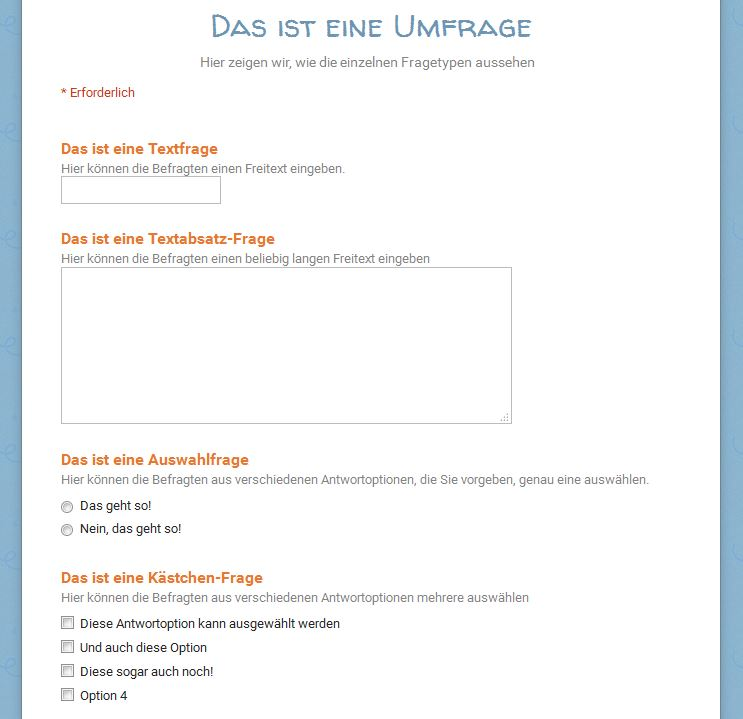 Das ist eine Umfrage
Hier zeigen wir, wie die einzelnen Fragetypen aussehen
* Erforderlich
Das ist eine Textfrage
Hier können die Befragten einen Freitext eingeben.
Das ist eine Textabsatz-Frage
Hier können die Befragten einen beliebig langen Freitext eingeben
Das ist eine Auswahlfrage
Hier können die Befragten aus verschiedenen Antwortoptionen, die Sie vorgeben, genau eine auswählen.
Das geht so!
Nein, das geht so!
Das ist eine Kästchen-Frage
Hier können die Befragten aus verschiedenen Antwortoptionen mehrere auswählen
Diese Antwortoption kann ausgewählt werden
Und auch diese Option
Diese sogar auch noch!
Option 4